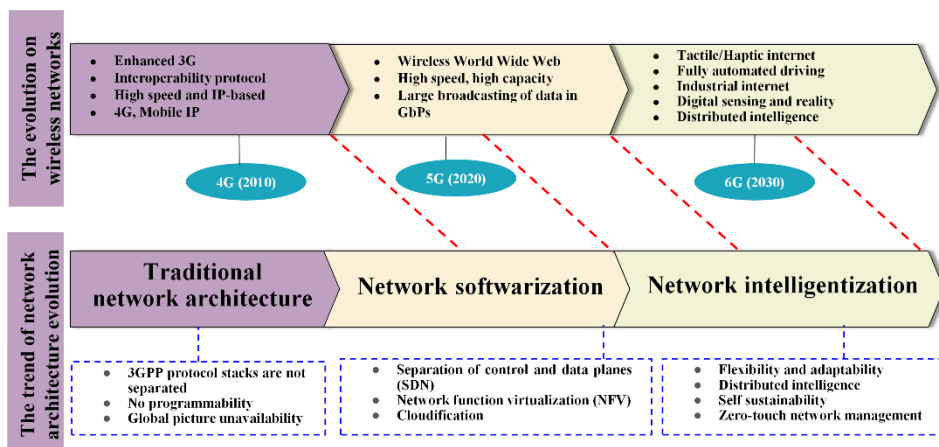 The evolution on
wireless networks
Enhanced 3G
Interoperability protocol
High speed and IP-based
4G, Mobile IP
Wireless World Wide Web
High speed, high capacity
Large broadcasting of data in
GbPs
Tactile/Haptic internet
Fully automated driving
Industrial internet
Digital sensing and reality
Distributed intelligence
4G (2010)
5G (2020)
6G (2030)
The trend of network
architecture evolution
Traditional
network architecture
Network softwarization
Network intelligentization
3GPP protocol stacks are not
separated
No programmability
Global picture unavailability
Separation of control and data planes
(SDN)
Network function virtualization (NFV)
Cloudification
Flexibility and adaptability
Distributed intelligence
Self sustainability
Zero-touch network management